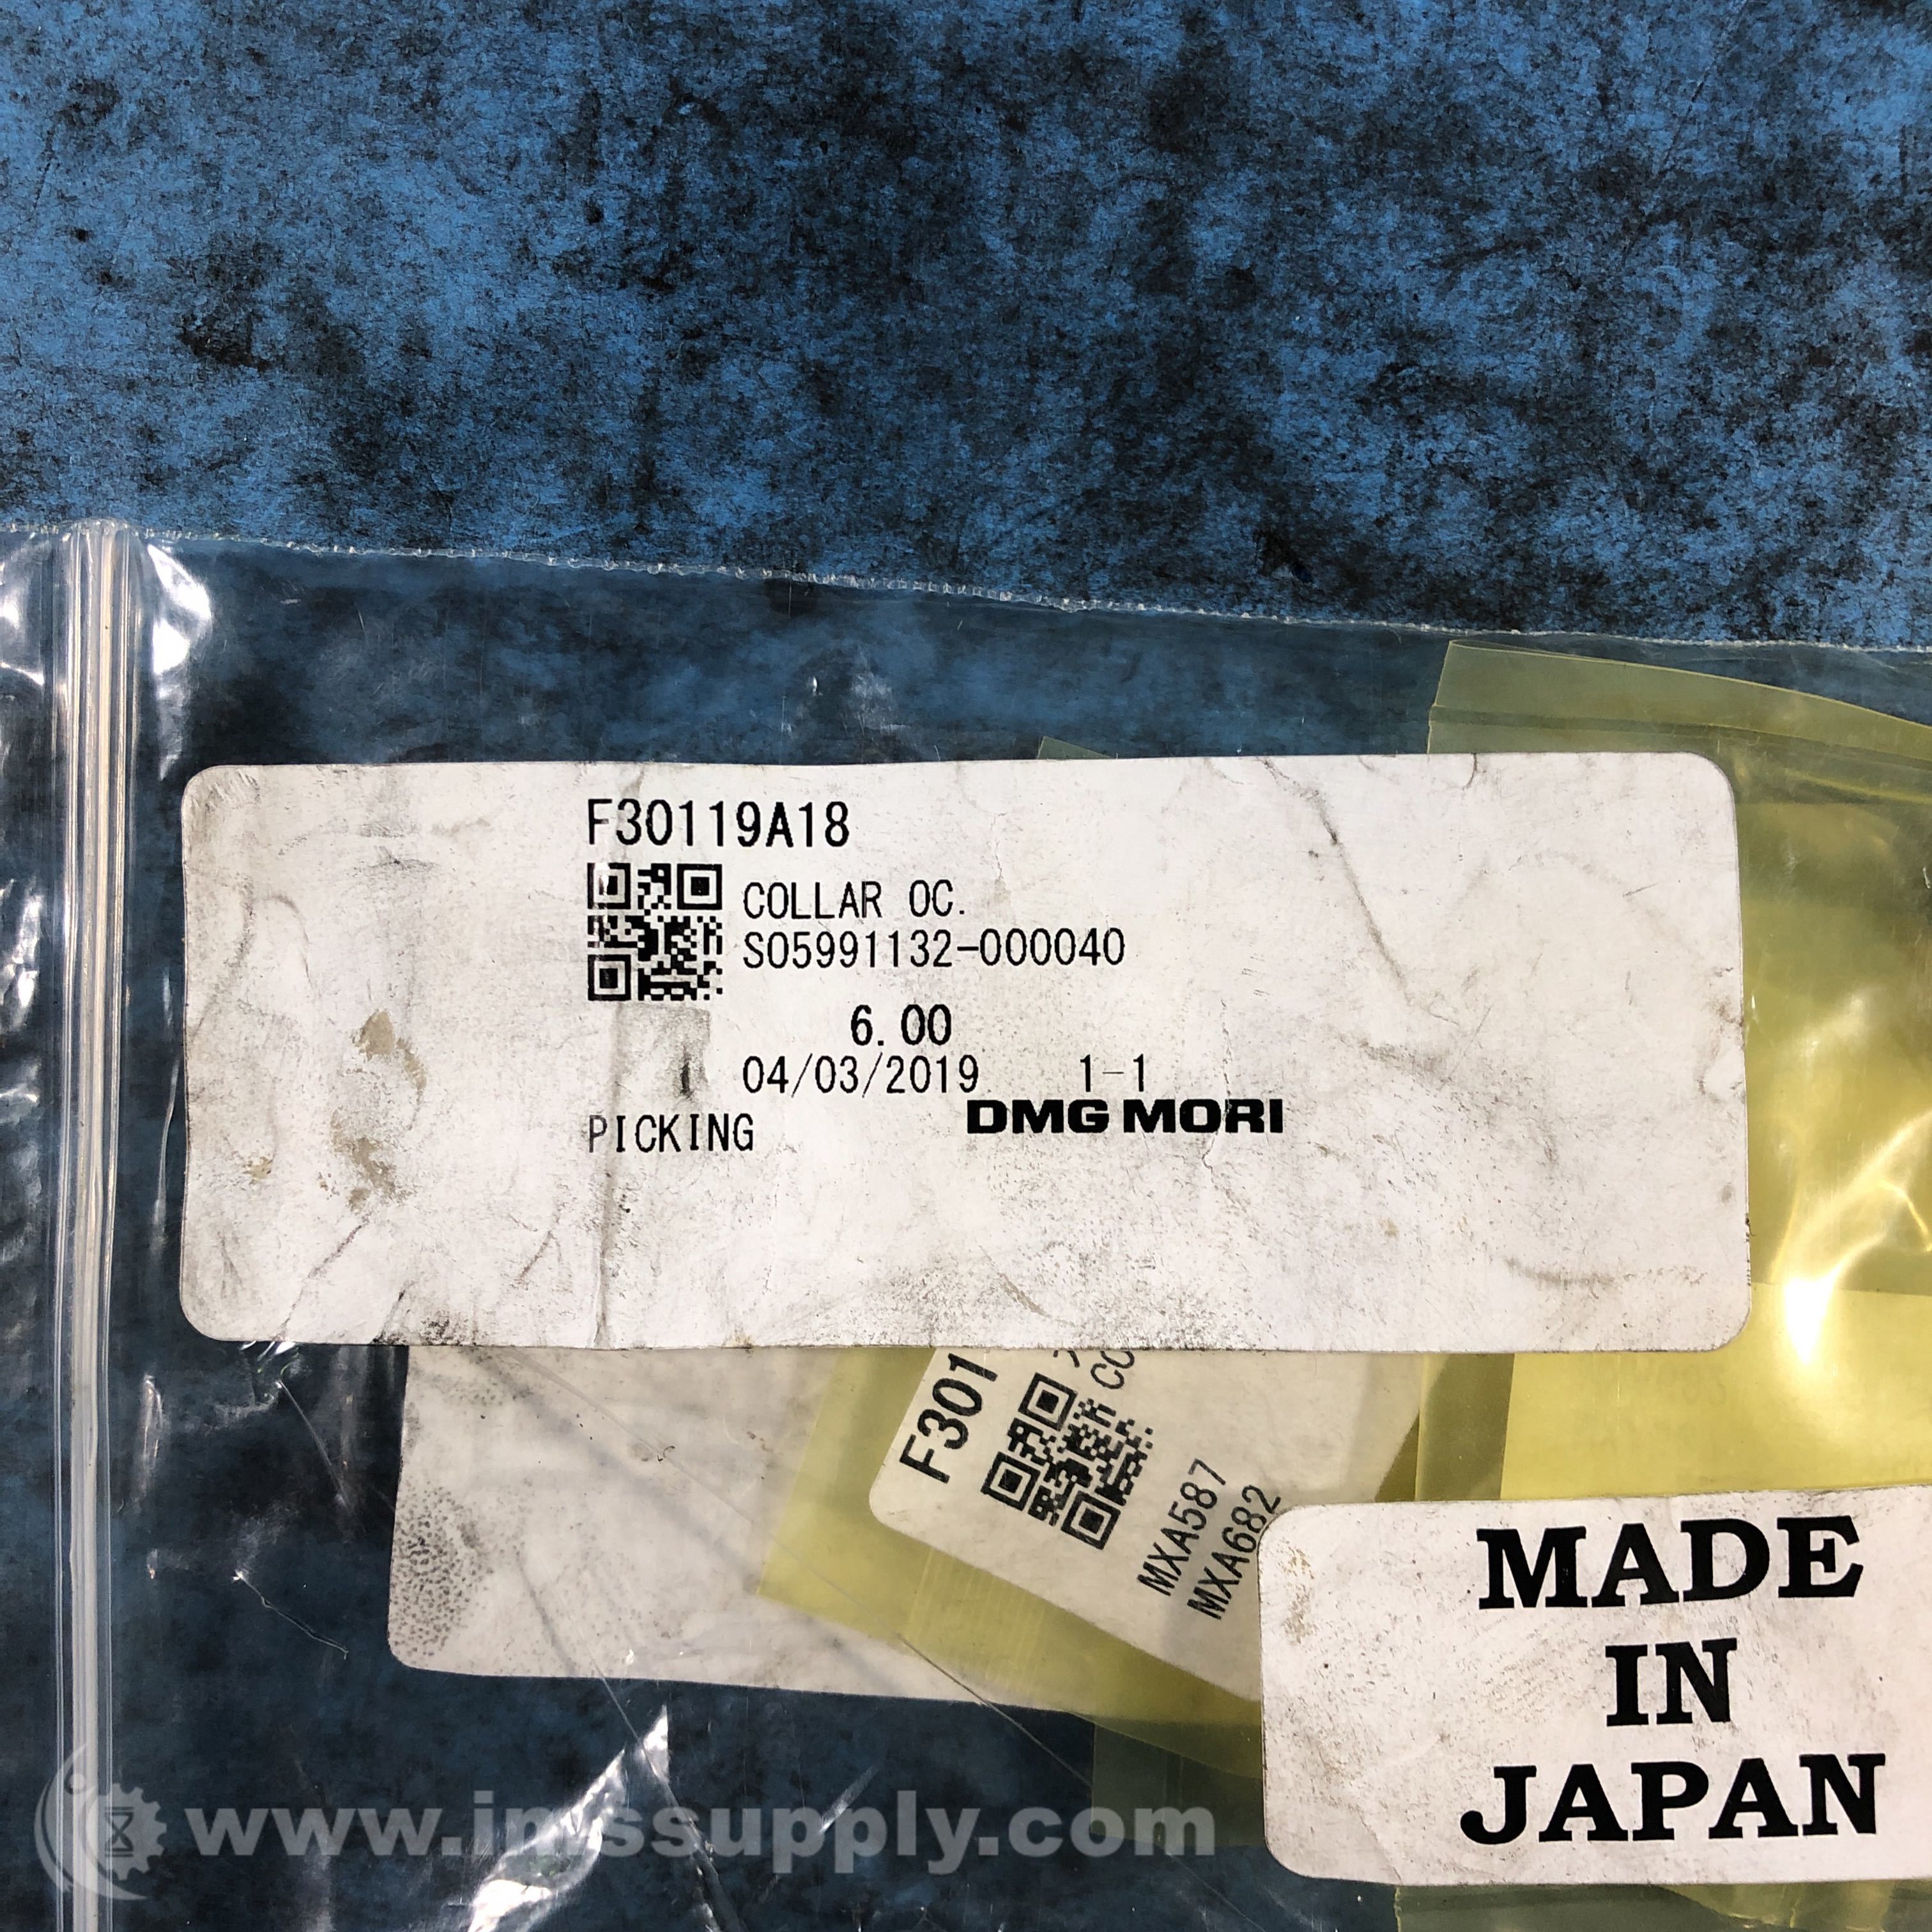 F30119A18
COLLAR OC.
S05991132-000040
6.00
04/03/2019 1-1
PICKING DMG MORI
F301
CO
MXA587
MXA682
MADE
IN
JAPAN
www.imssupply.com